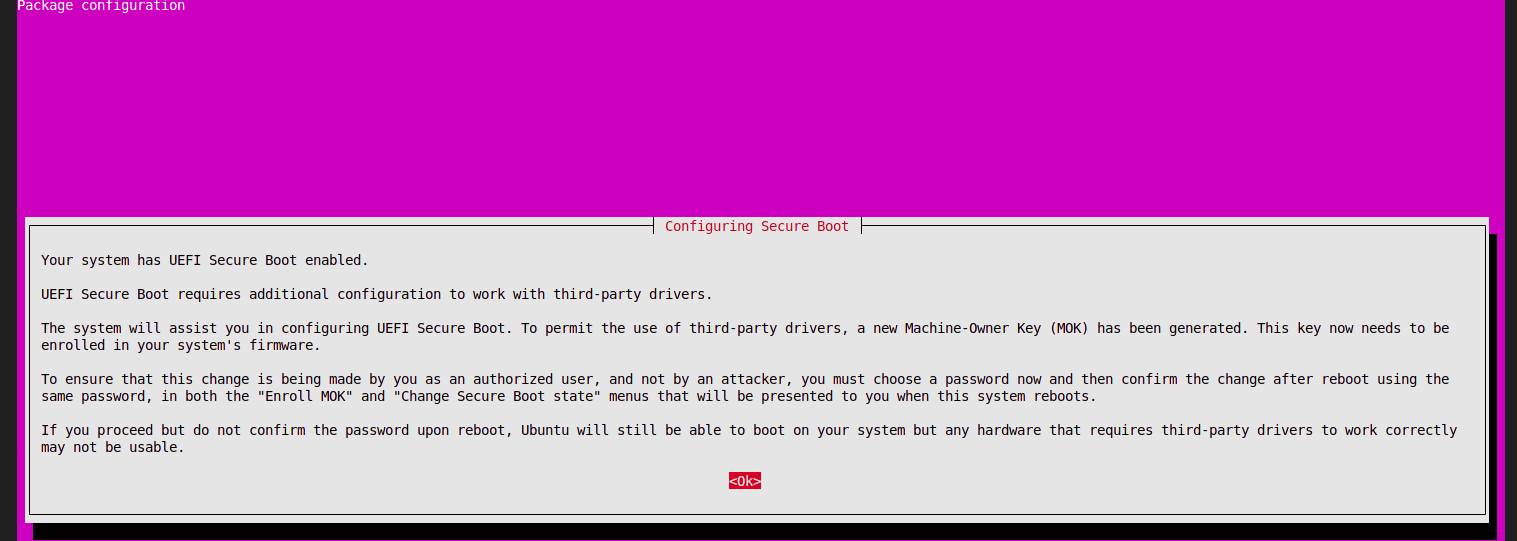 Package configuration
Configuring Secure Boot
Your system has UEFI Secure Boot enabled.
UEFI Secure Boot requires additional configuration to work with third-party drivers.
The system will assist you in configuring UEFI Secure Boot. To permit the use of third-party drivers, a new Machine-Owner Key (MOK) has been generated. This key now needs to be
enrolled in your system's firmware.
To ensure that this change is being made by you as an authorized user, and not by an attacker, you must choose a password now and then confirm the change after reboot using the
same password, in both the "Enroll MOK" and "Change Secure Boot state" menus that will be presented to you when this system reboots.
If you proceed but do not confirm the password upon reboot, Ubuntu will still be able to boot on your system but any hardware that requires third-party drivers to work correctly
may not be usable.
<Ok>